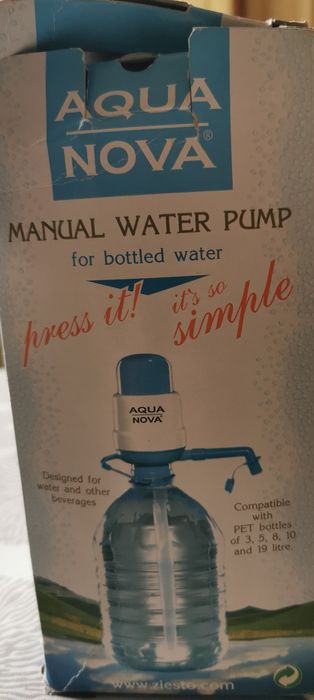 AQUA
NOVA®
MANUAL WATER PUMP
for bottled water
press it!
it's so
simple
AQUA
NOVA
Designed for
water and other
beverages
Compatible
with
PET bottles
of 3, 5, 8, 10
and 19 litre.
www.ziesto.com